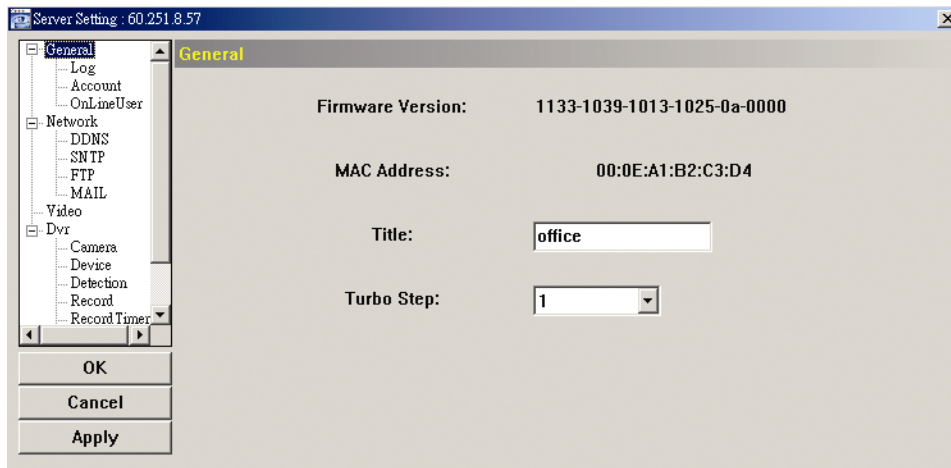 Server Setting : 60.251.8.57
General
Log
Account
OnLineUser
Network
DDNS
SNTP
FTP
MAIL
Video
Dvr
Camera
Device
Detection
Record
Record Timer
OK
Cancel
Apply
General
Firmware Version: 1133-1039-1013-1025-0a-0000
MAC Address: 00:0E:A1:B2:C3:D4
Title: office
Turbo Step: 1